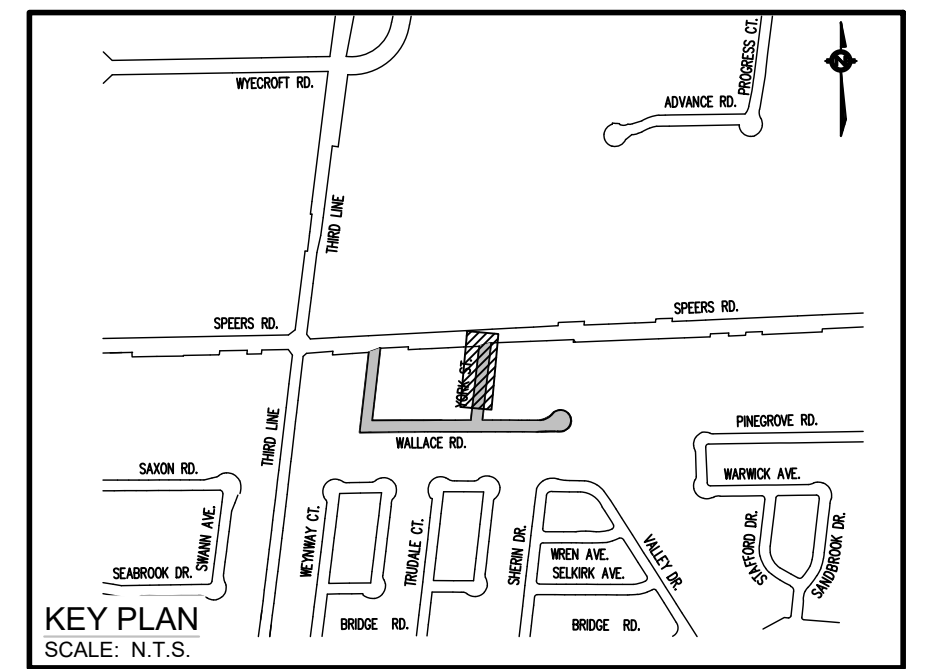 WYECROFT RD.
PROGRESS CT.
ADVANCE RD.
N
THIRD LINE
SPEERS RD.
SPEERS RD.
YORK ST.
WALLACE RD.
THIRD LINE
PINEGROVE RD.
SAXON RD.
WARWICK AVE.
SWANN AVE.
WEYNWAY CT.
TRUDALE CT.
SHERIN DR.
WREN AVE.
VALLEY DR.
STAFFORD DR.
SANDBROOK DR.
SEABROOK DR.
SELKIRK AVE.
BRIDGE RD.
BRIDGE RD.
KEY PLAN
SCALE: N.T.S.